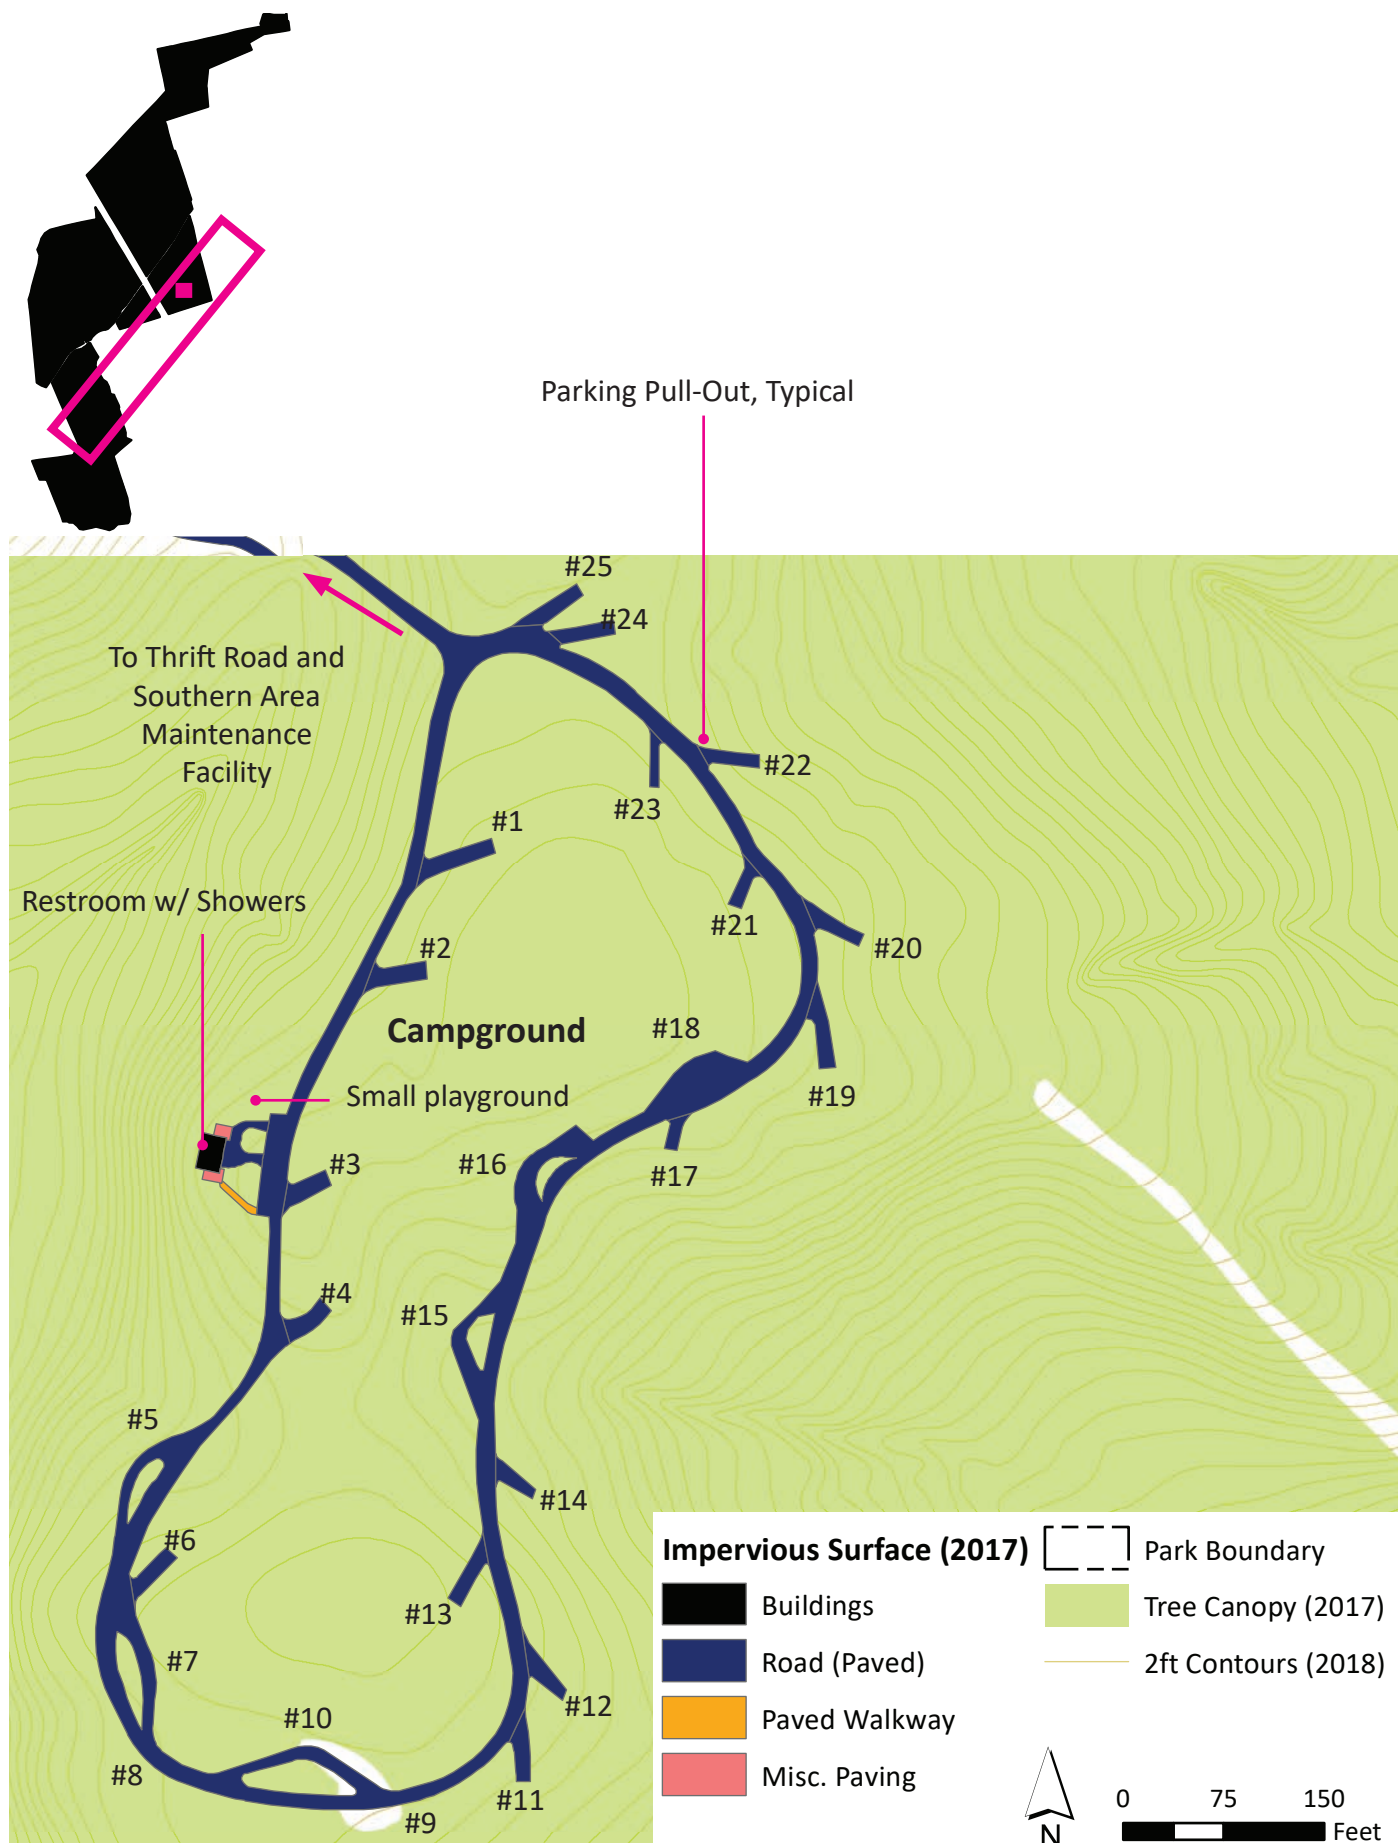 Parking Pull-Out, Typical
#25
#24
To Thrift Road and
Southern Area
Maintenance
Facility
#22
#23
#1
Restroom w/ Showers
#21
#20
#2
Campground
#18
Small playground
#19
#3
#16
#17
#4
#15
#5
#14
#6
#13
#7
#12
#10
#8
#11
#9
Impervious Surface (2017)
Buildings
Road (Paved)
Paved Walkway
Misc. Paving
Park Boundary
Tree Canopy (2017)
2ft Contours (2018)
N
0 75 150
Feet